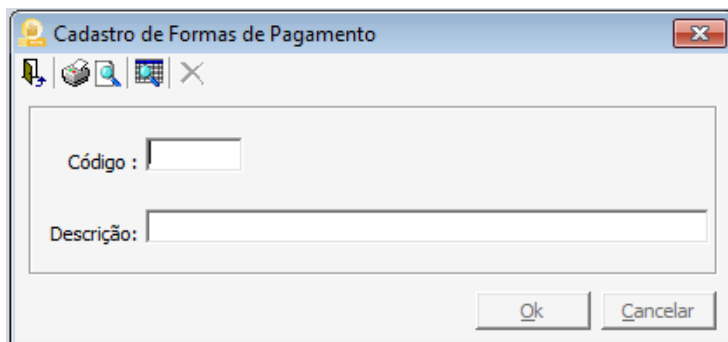 Cadastro de Formas de Pagamento
Código :
Descrição:
Ok Cancelar